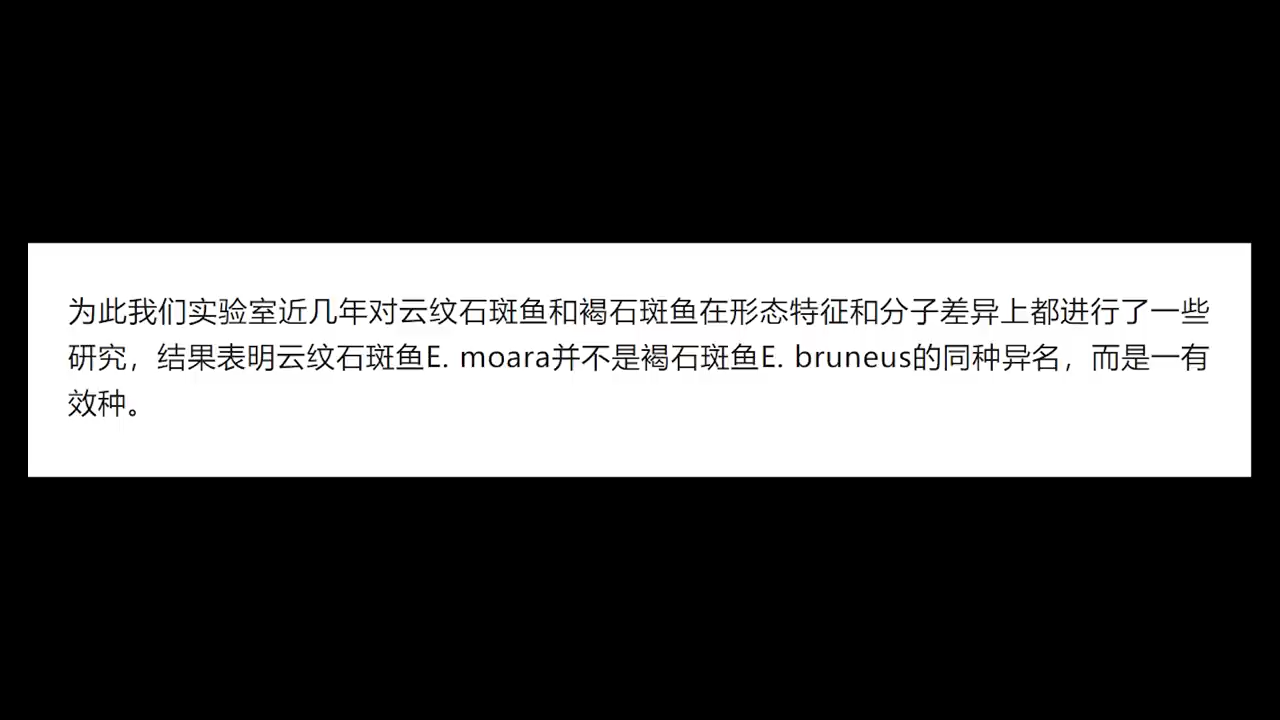 为此我们实验室近几年对云纹石斑鱼和褐石斑鱼在形态特征和分子差异上都进行了一些
研究，结果表明云纹石斑鱼E. moara并不是褐石斑鱼E. bruneus的同种异名，而是一有
效种。